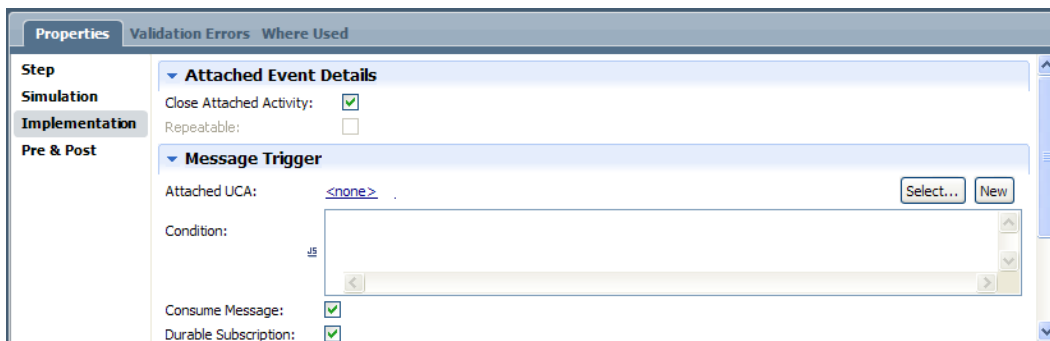 Properties Validation Errors Where Used
Step
Simulation
Implementation
Pre & Post
Attached Event Details
Close Attached Activity:
Repeatable:
Message Trigger
Attached UCA: <none> Select... New
Condition:
JS
Consume Message:
Durable Subscription: